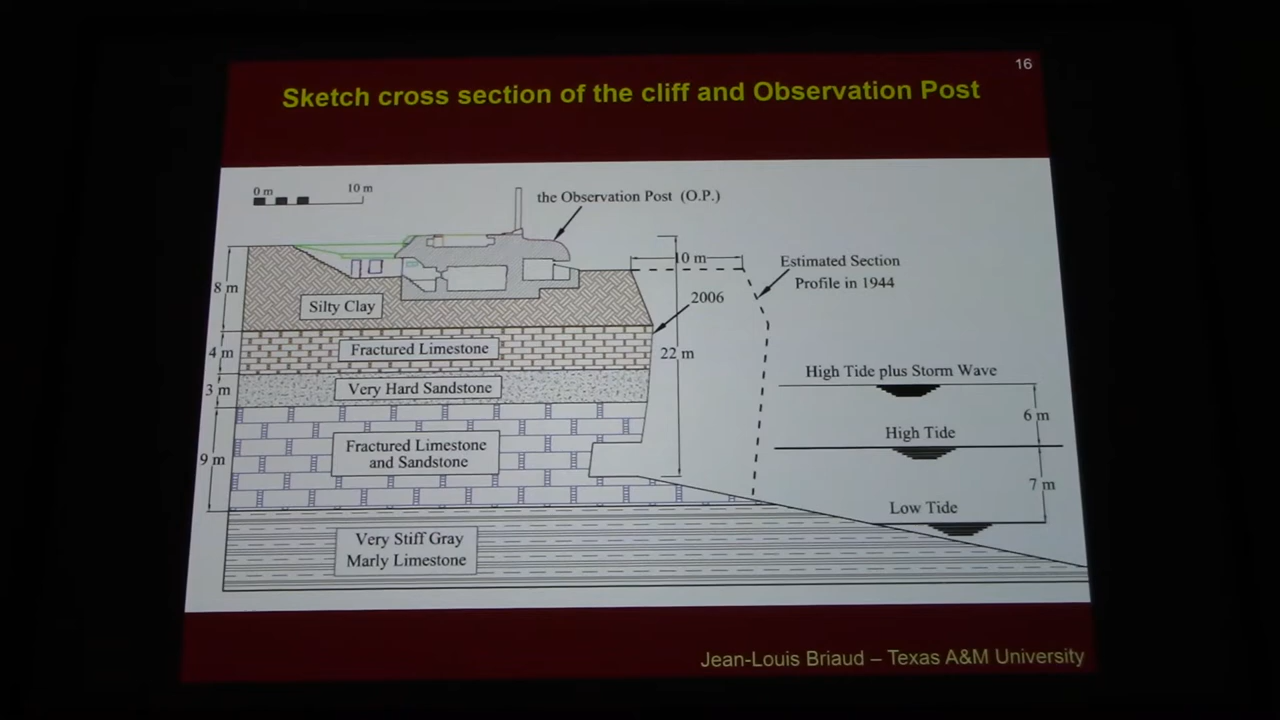 16
Sketch cross section of the cliff and Observation Post
0 m
10 m
the Observation Post (O.P.)
10 m
Estimated Section
Profile in 1944
8 m
Silty Clay
2006
4 m
Fractured Limestone
22 m
High Tide plus Storm Wave
3 m
Very Hard Sandstone
6 m
High Tide
9 m
Fractured Limestone
and Sandstone
7 m
Low Tide
Very Stiff Gray
Marly Limestone
Jean-Louis Briaud – Texas A&M University